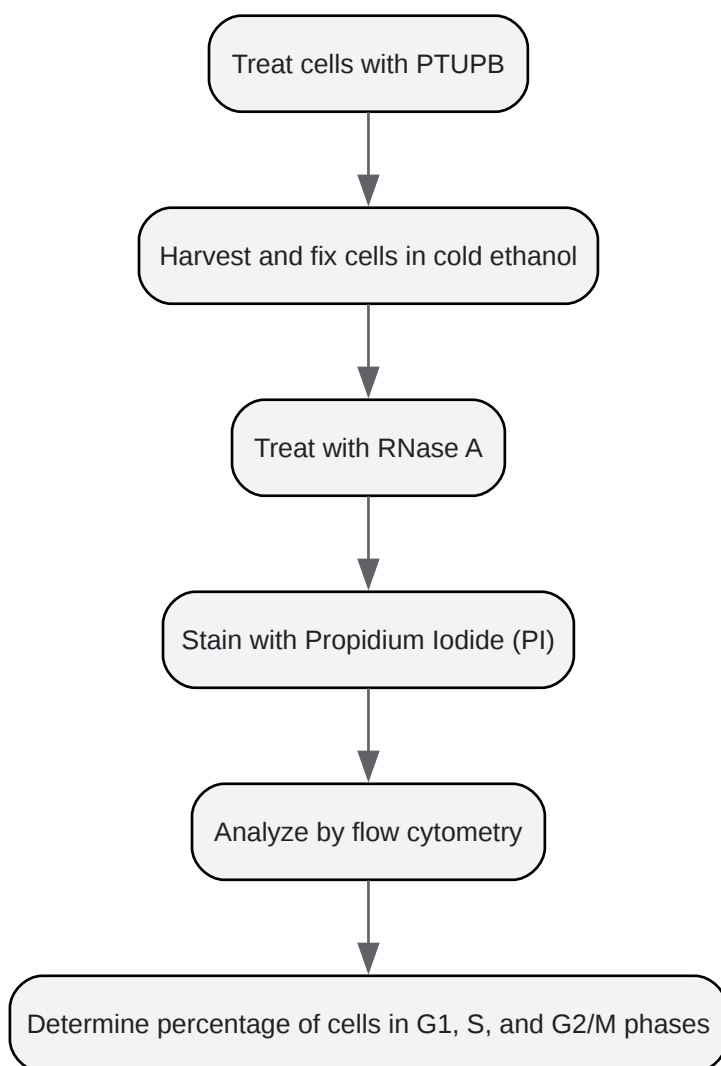 Treat cells with PTUPB
Harvest and fix cells in cold ethanol
Treat with RNase A
Stain with Propidium Iodide (PI)
Analyze by flow cytometry
Determine percentage of cells in G1, S, and G2/M phases